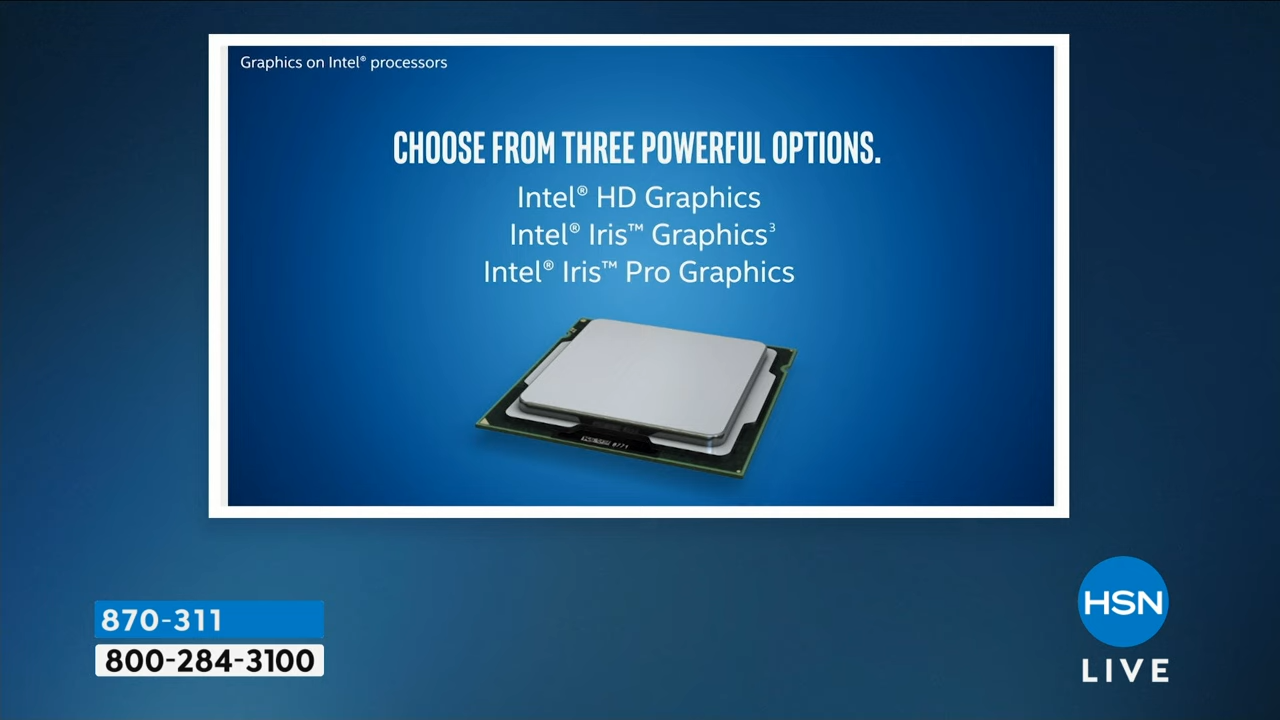 Graphics on Intel® processors
CHOOSE FROM THREE POWERFUL OPTIONS.
Intel® HD Graphics
Intel® Iris™ Graphics³
Intel® Iris™ Pro Graphics
870-311
800-284-3100
HSN
LIVE